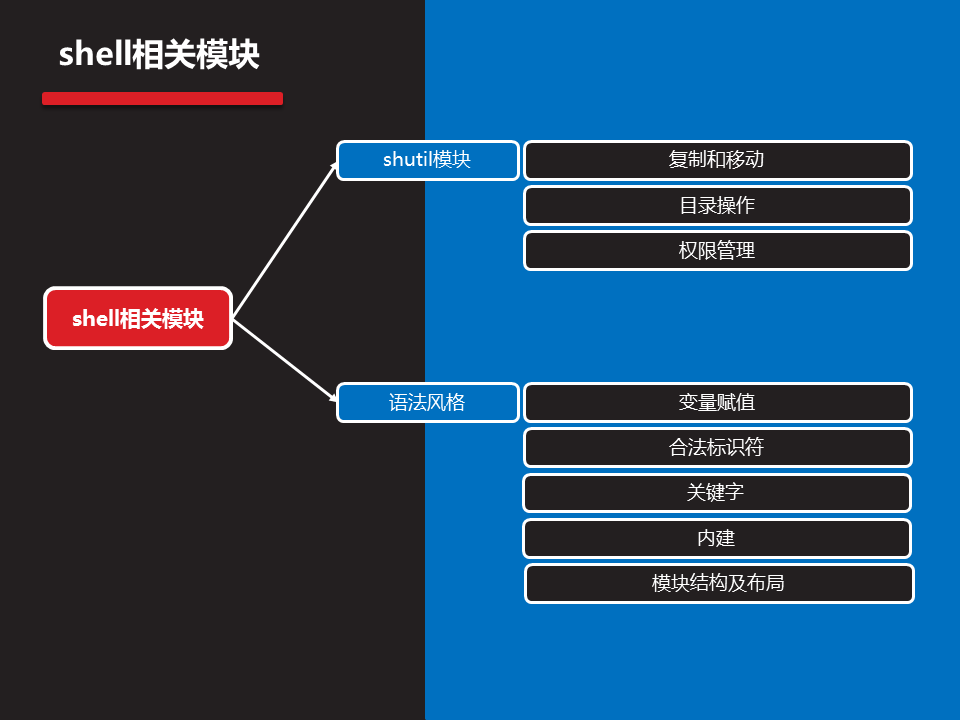 shell相关模块
shutil模块
复制和移动
目录操作
权限管理
shell相关模块
语法风格
变量赋值
合法标识符
关键字
内建
模块结构及布局